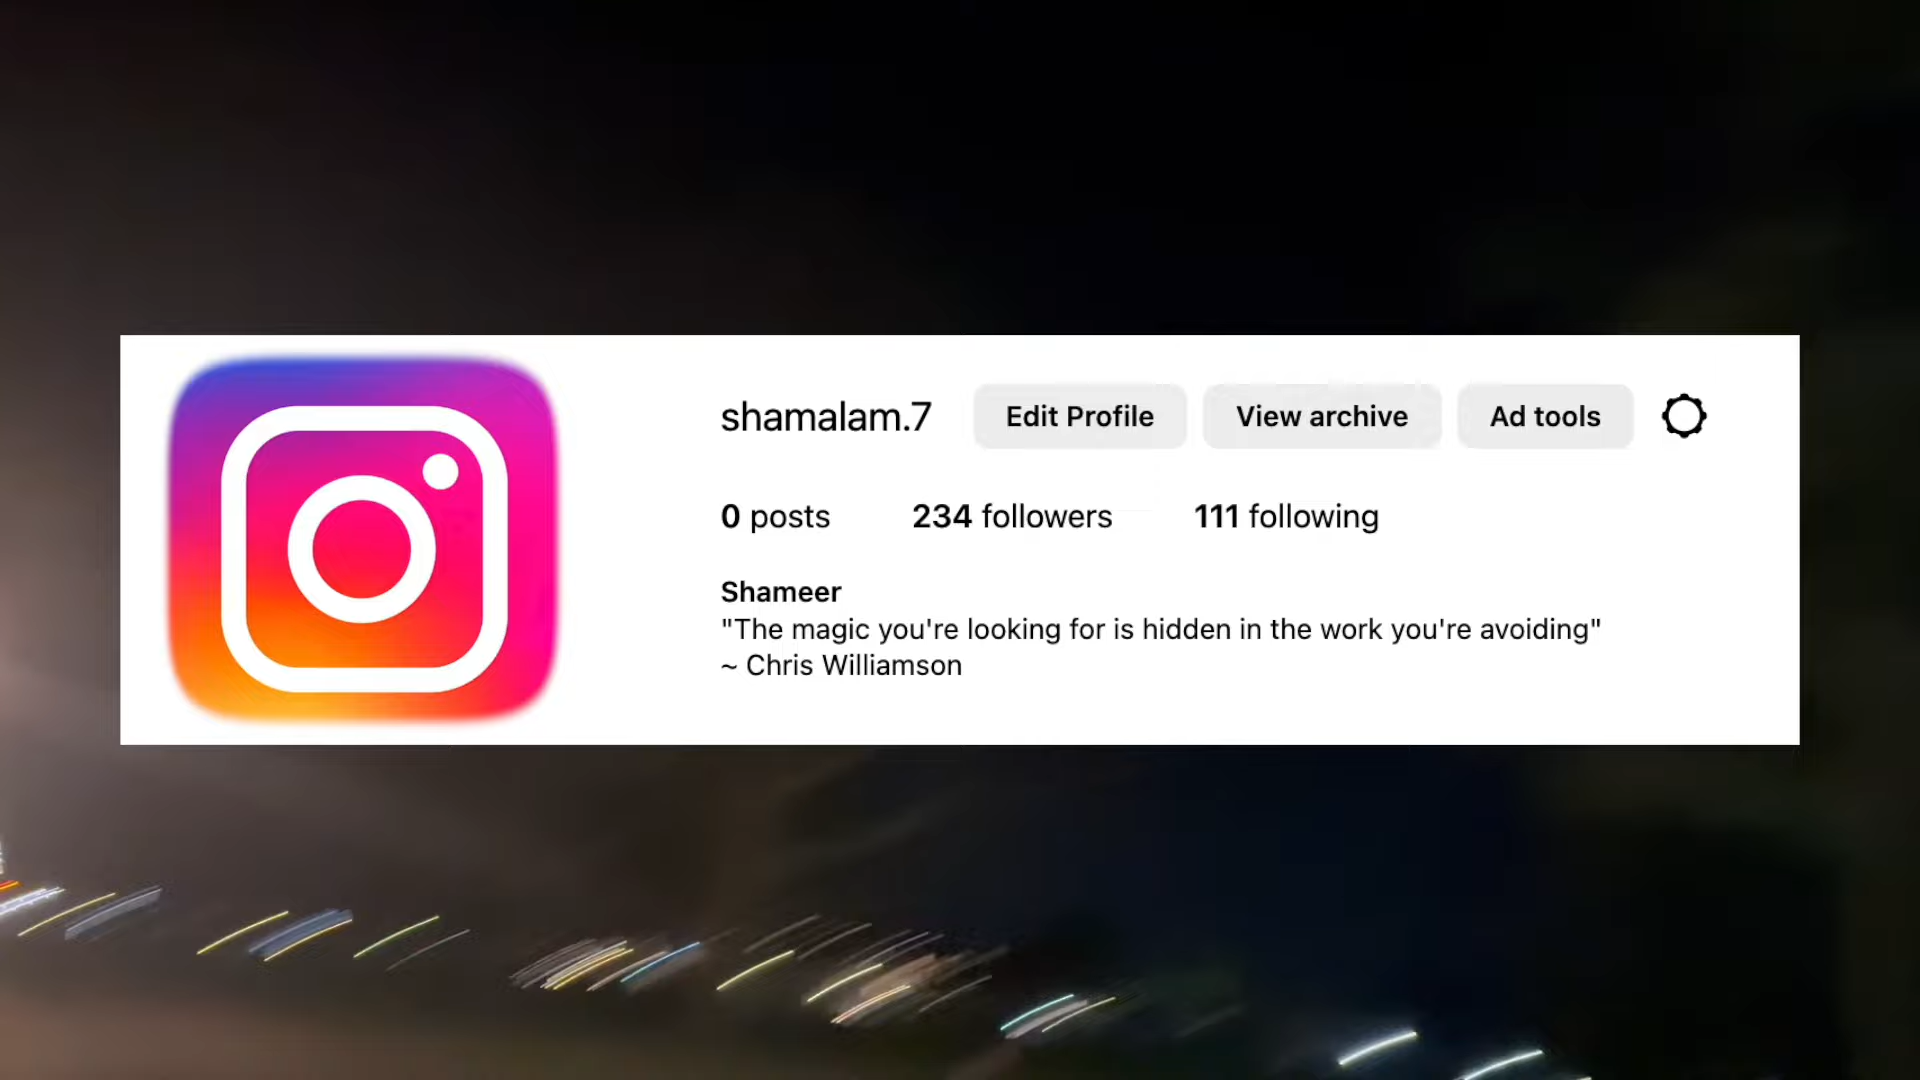 shamalam.7 Edit Profile View archive Ad tools
0 posts 234 followers 111 following
Shameer
"The magic you're looking for is hidden in the work you're avoiding"
~ Chris Williamson